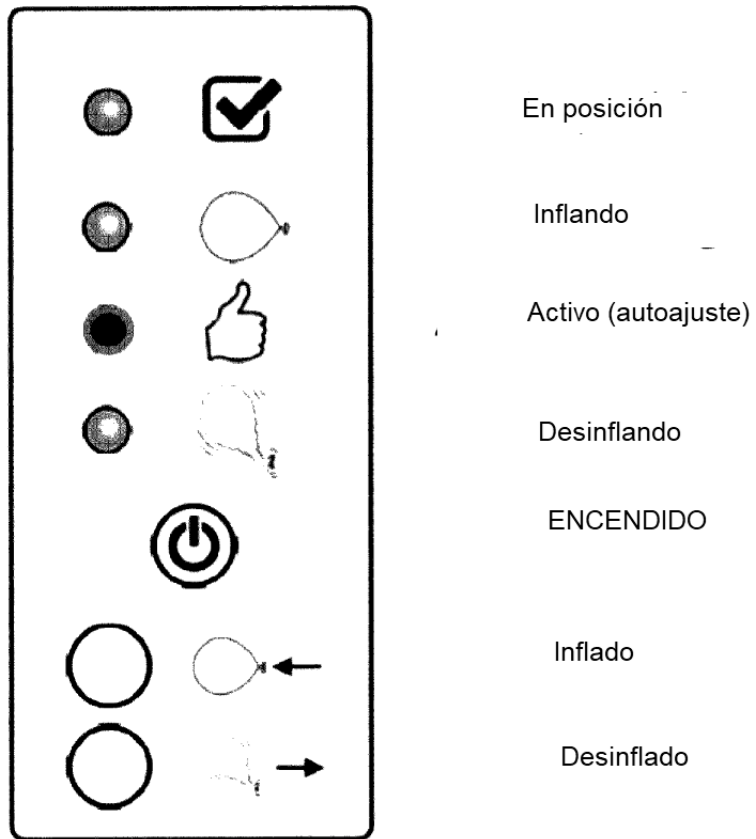 En posición
Inflando
Activo (autoajuste)
Desinflando
ENCENDIDO
Inflado
Desinflado